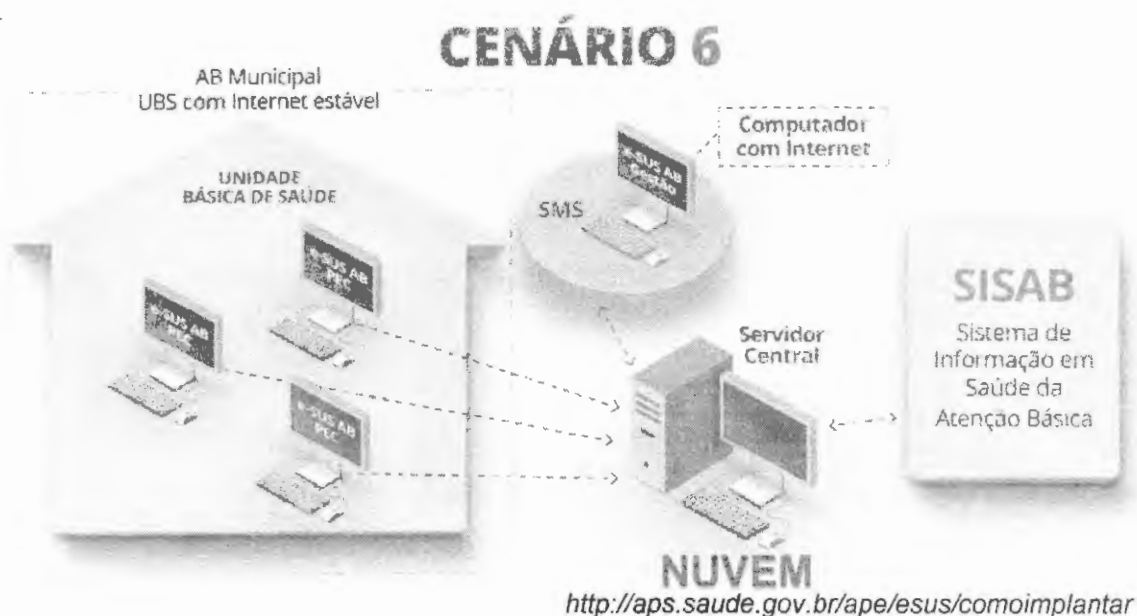 CENÁRIO 6
AB Municipal
UBS com Internet estável
UNIDADE
BÁSICA DE SAÚDE
e-SUS AB
PEC
e-SUS AB
PEC
e-SUS AB
PEC
SMS
e-SUS AB
Gestão
Computador
com Internet
Servidor
Central
SISAB
Sistema de
Informação em
Saúde da
Atenção Básica
NUVEM
http://aps.saude.gov.br/ape/esus/comoimplantar